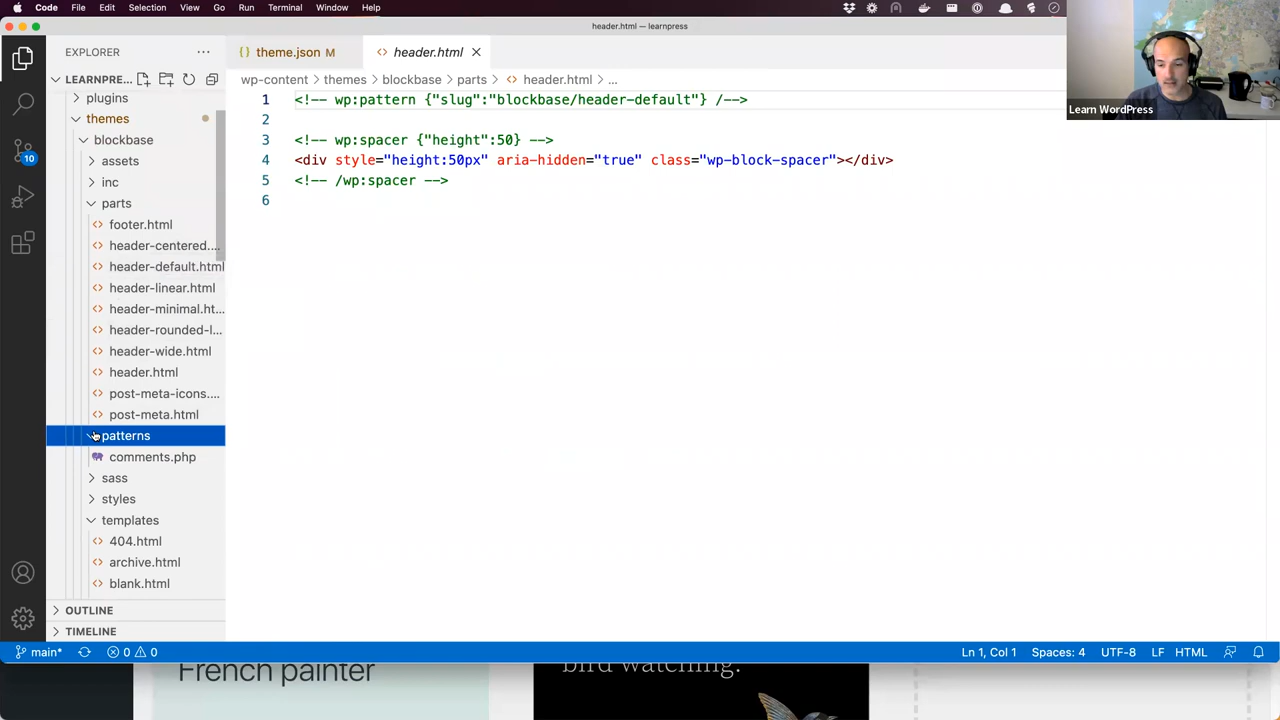 Code File Edit Selection View Go Run Terminal Window Help
header.html — learnpress
EXPLORER
theme.json M
header.html
LEARNPRE...
wp-content › themes › blockbase › parts › header.html › ...
plugins
themes
blockbase
assets
inc
parts
footer.html
header-centered....
header-default.html
header-linear.html
header-minimal.ht...
header-rounded-l...
header-wide.html
header.html
post-meta-icons....
post-meta.html
patterns
comments.php
sass
styles
templates
404.html
archive.html
blank.html
OUTLINE
TIMELINE
10
1 <!-- wp:pattern {"slug":"blockbase/header-default"} /-->
2
3 <!-- wp:spacer {"height":50} -->
4 <div style="height:50px" aria-hidden="true" class="wp-block-spacer"></div>
5 <!-- /wp:spacer -->
6
Learn WordPress
main* 0 0
Ln 1, Col 1 Spaces: 4 UTF-8 LF HTML
French painter
bird watching.